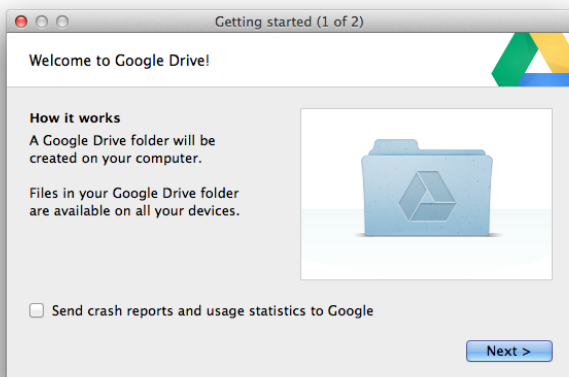 Getting started (1 of 2)
Welcome to Google Drive!
How it works
A Google Drive folder will be
created on your computer.
Files in your Google Drive folder
are available on all your devices.
Send crash reports and usage statistics to Google
Next >